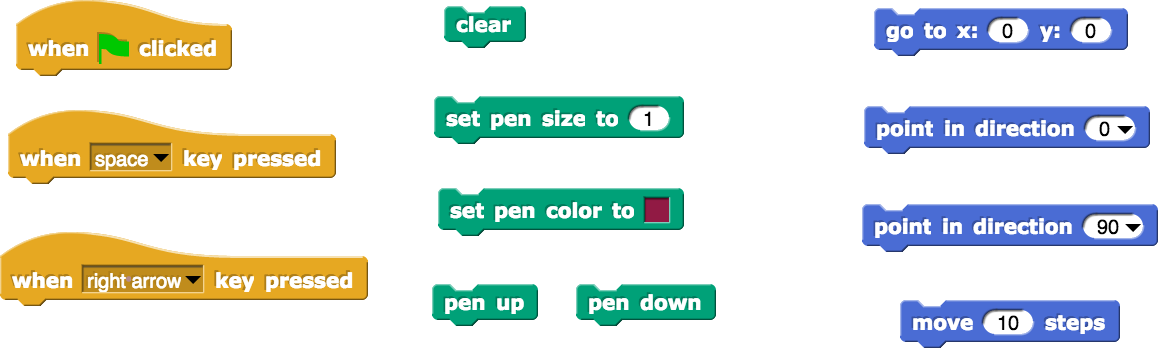 when clicked
when space key pressed
when right arrow key pressed
clear
set pen size to 1
set pen color to
pen up
pen down
go to x: 0 y: 0
point in direction 0
point in direction 90
move 10 steps